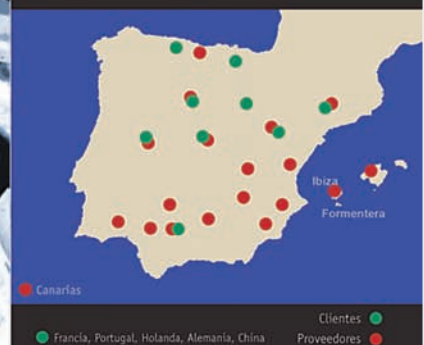 Ibiza
Formentera
Canarias
Clientes
Francia, Portugal, Holanda, Alemania, China
Proveedores